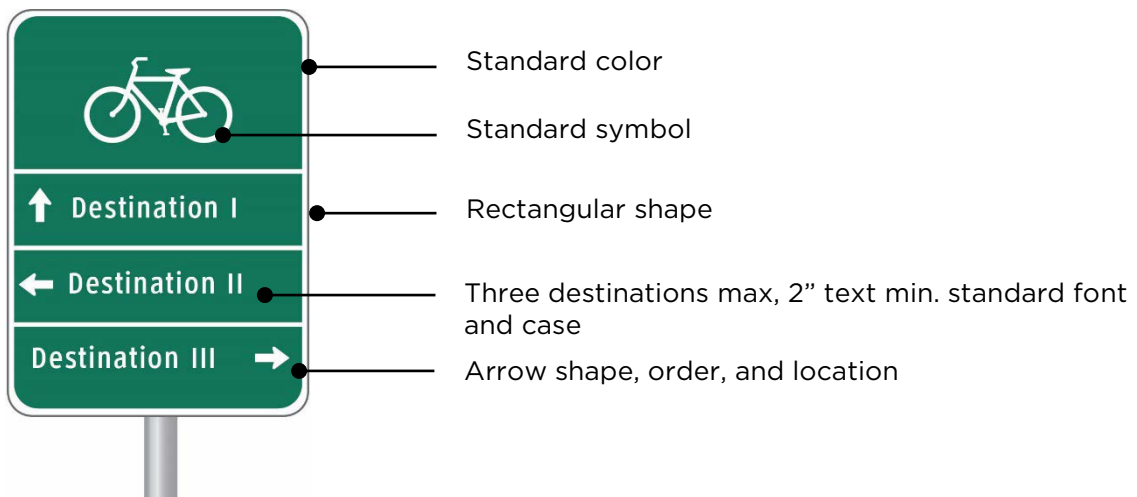 Standard color
Standard symbol
Destination I
Rectangular shape
Destination II
Three destinations max, 2” text min. standard font
and case
Destination III
Arrow shape, order, and location